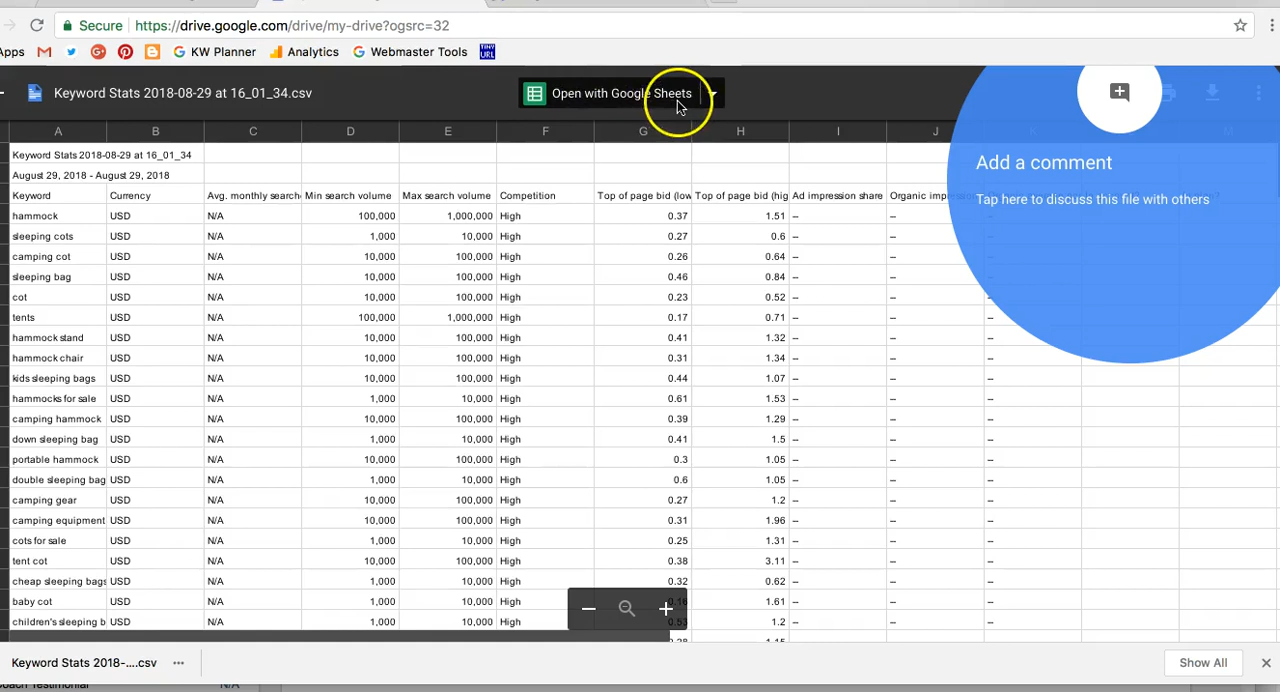 Secure https://drive.google.com/drive/my-drive?ogsrc=32
Apps KW Planner Analytics Webmaster Tools TINY URL
Keyword Stats 2018-08-29 at 16_01_34.csv Open with Google Sheets
A B C D E F G H I J K L M
Keyword Stats 2018-08-29 at 16_01_34
August 29, 2018 - August 29, 2018
Keyword Currency Avg. monthly search Min search volume Max search volume Competition Top of page bid (low Top of page bid (hig Ad impression share Organic impre
hammock USD N/A 100,000 1,000,000 High 0.37 1.51 -- -- --
sleeping cots USD N/A 1,000 10,000 High 0.27 0.6 -- -- --
camping cot USD N/A 10,000 100,000 High 0.26 0.64 -- -- --
sleeping bag USD N/A 10,000 100,000 High 0.46 0.84 -- -- --
cot USD N/A 10,000 100,000 High 0.23 0.52 -- -- --
tents USD N/A 100,000 1,000,000 High 0.17 0.71 -- -- --
hammock stand USD N/A 10,000 100,000 High 0.41 1.32 -- -- --
hammock chair USD N/A 10,000 100,000 High 0.31 1.34 -- -- --
kids sleeping bags USD N/A 10,000 100,000 High 0.44 1.07 -- -- --
hammocks for sale USD N/A 1,000 10,000 High 0.61 1.53 -- -- --
camping hammock USD N/A 10,000 100,000 High 0.39 1.29 -- -- --
down sleeping bag USD N/A 1,000 10,000 High 0.41 1.5 -- -- --
portable hammock USD N/A 10,000 100,000 High 0.3 1.05 -- -- --
double sleeping bag USD N/A 1,000 10,000 High 0.6 1.05 -- -- --
camping gear USD N/A 10,000 100,000 High 0.27 1.2 -- -- --
camping equipment USD N/A 10,000 100,000 High 0.31 1.96 -- -- --
cots for sale USD N/A 1,000 10,000 High 0.25 1.31 -- -- --
tent cot USD N/A 10,000 100,000 High 0.38 3.11 -- -- --
cheap sleeping bags USD N/A 1,000 10,000 High 0.32 0.62 -- -- --
baby cot USD N/A 1,000 10,000 High 0.16 1.61 -- -- --
children's sleeping b USD N/A 1,000 10,000 High 0.53 1.2 -- -- --
Add a comment
Tap here to discuss this file with others
Keyword Stats 2018-....csv Show All
Testimonial N/A